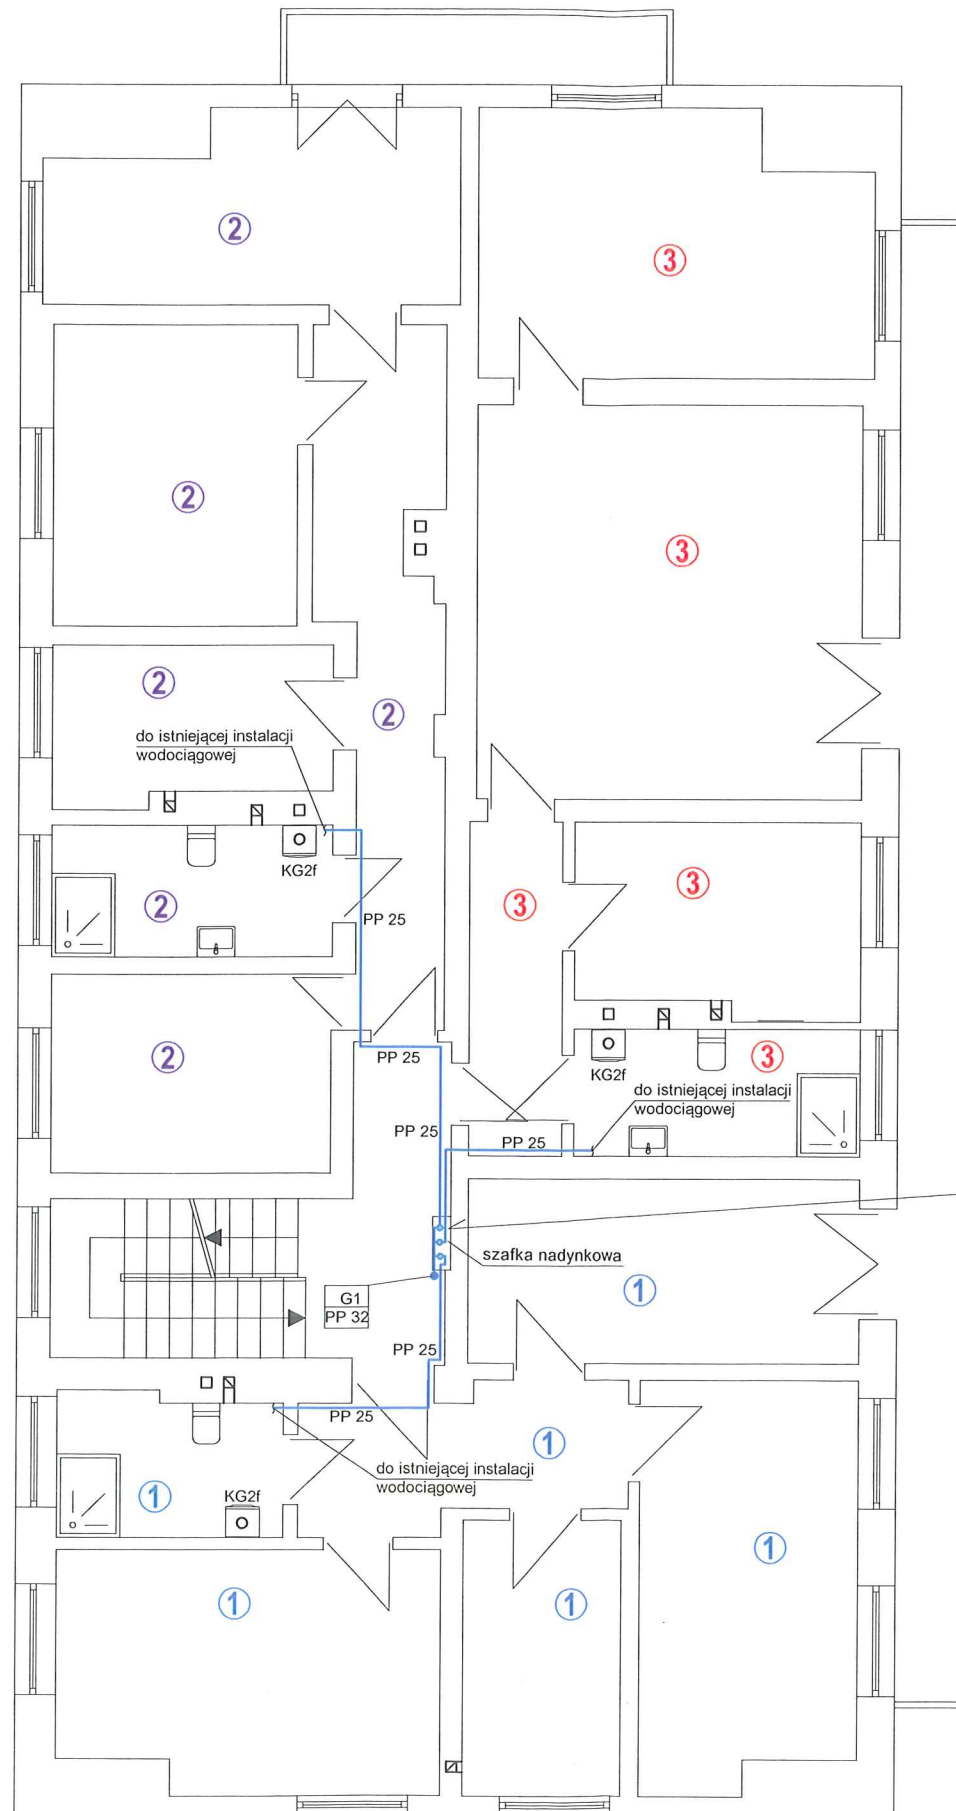 2
3
2
3
2
2
do istniejącej instalacji
wodociągowej
KG2f
2
PP 25
3
3
2
PP 25
KG2f
3
do istniejącej instalacji
wodociągowej
PP 25
PP 25
szafka nadynkowa
1
G1
PP 32
PP 25
PP 25
1
do istniejącej instalacji
wodociągowej
1
KG2f
1
1
1